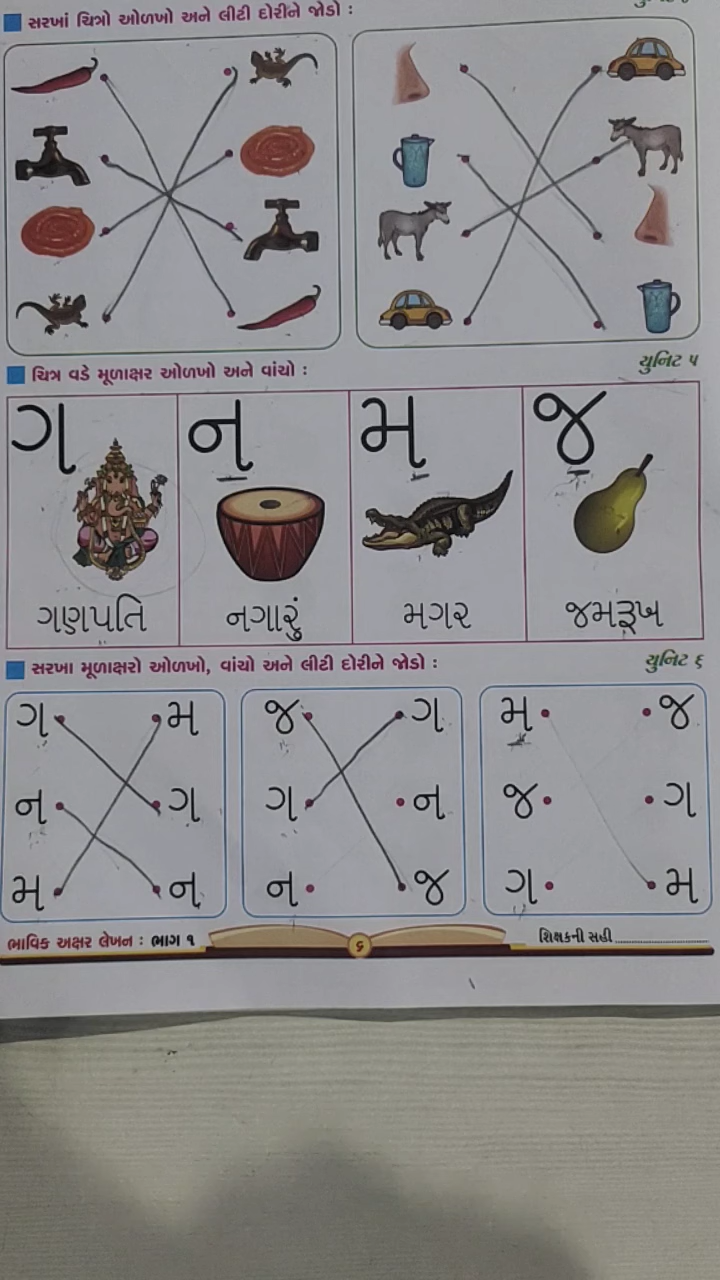 સરખાં ચિત્રો ઓળખો અને લીટી દોરીને જોડો :
ચિત્ર વડે મૂળાક્ષર ઓળખો અને વાંચો : યુનિટ ૫
ગ ન મ જ
ગણપતિ નગારું મગર જમરૂખ
સરખા મૂળાક્ષરો ઓળખો, વાંચો અને લીટી દોરીને જોડો : યુનિટ ૬
ગ મ જ ગ મ જ
ન ગ ગ ન જ ગ
મ ન ન જ ગ મ
ભાવિક અક્ષર લેખન : ભાગ ૧ ૬ શિક્ષકની સહી